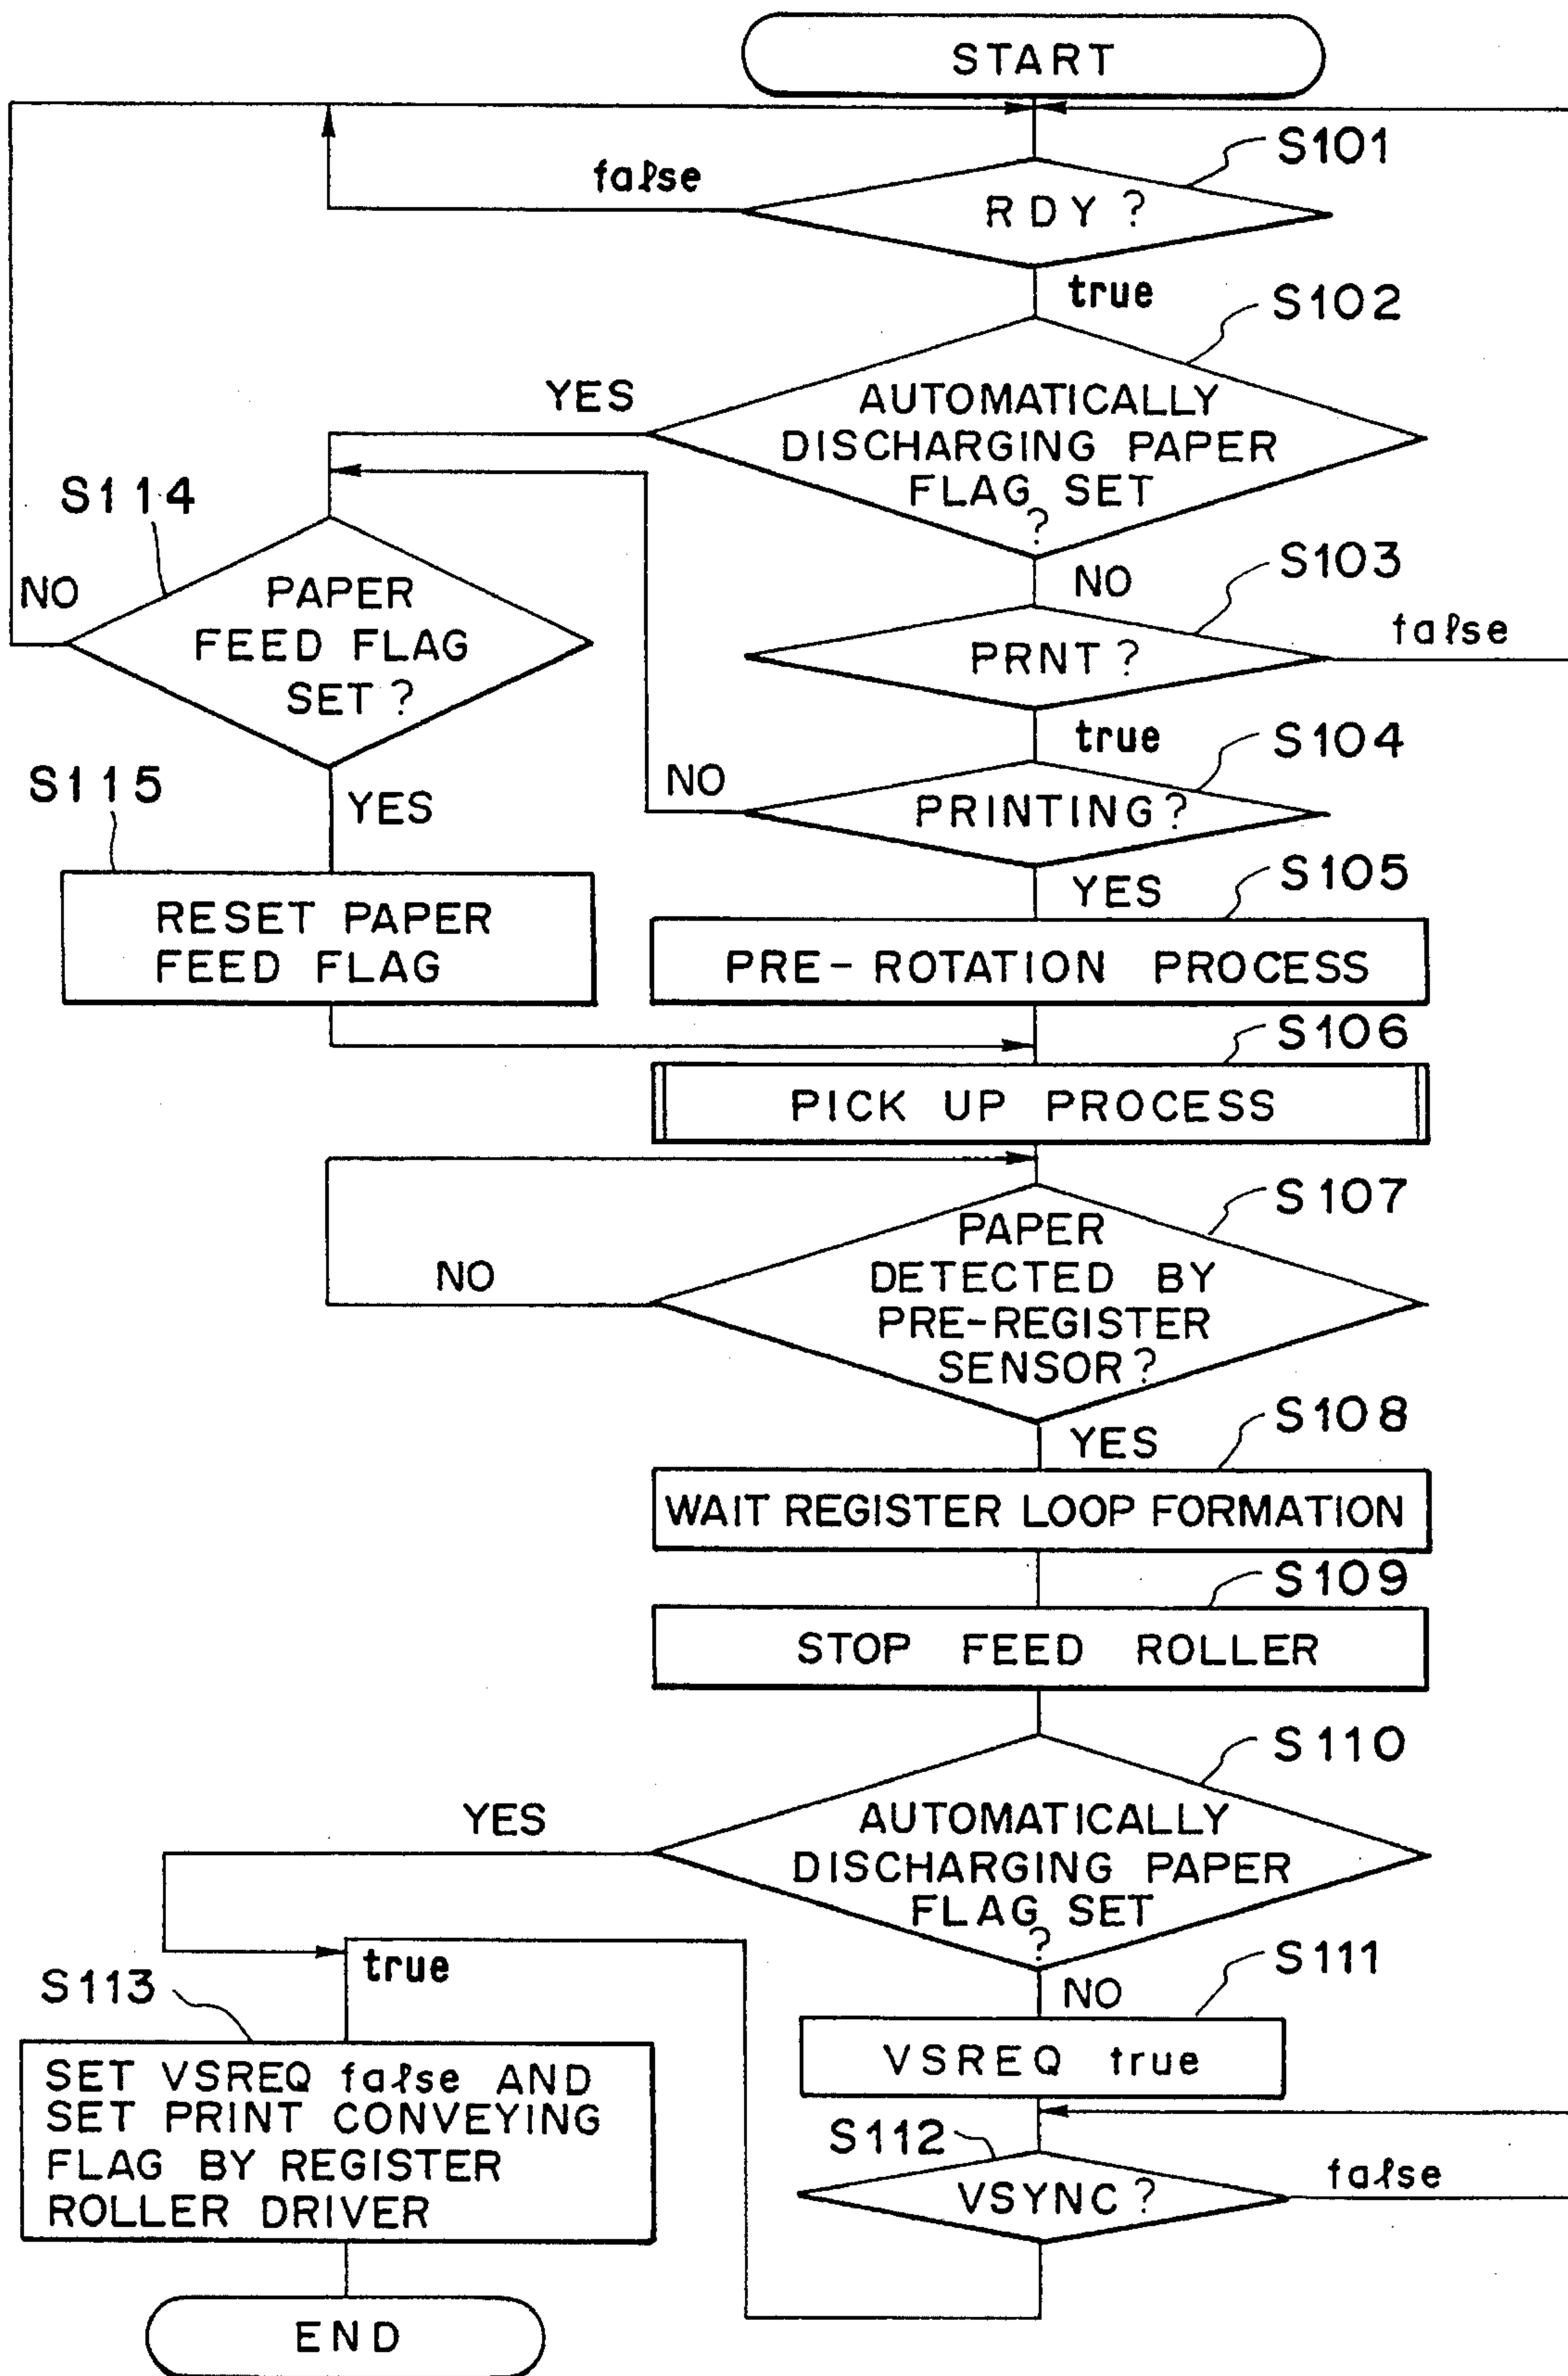 START
S101
false
RDY?
true
S102
YES
AUTOMATICALLY
DISCHARGING PAPER
FLAG SET
?
S114
NO
S103
NO
PAPER
FEED FLAG
SET?
PRNT?
false
true
S104
S115
YES
NO
PRINTING?
YES
S105
RESET PAPER
FEED FLAG
PRE-ROTATION PROCESS
S106
PICK UP PROCESS
S107
NO
PAPER
DETECTED BY
PRE-REGISTER
SENSOR?
S108
YES
WAIT REGISTER LOOP FORMATION
S109
STOP FEED ROLLER
S110
YES
AUTOMATICALLY
DISCHARGING PAPER
FLAG SET
?
true
S111
S113
NO
SET VSREQ false AND
SET PRINT CONVEYING
FLAG BY REGISTER
ROLLER DRIVER
VSREQ true
S112
VSYNC?
false
END